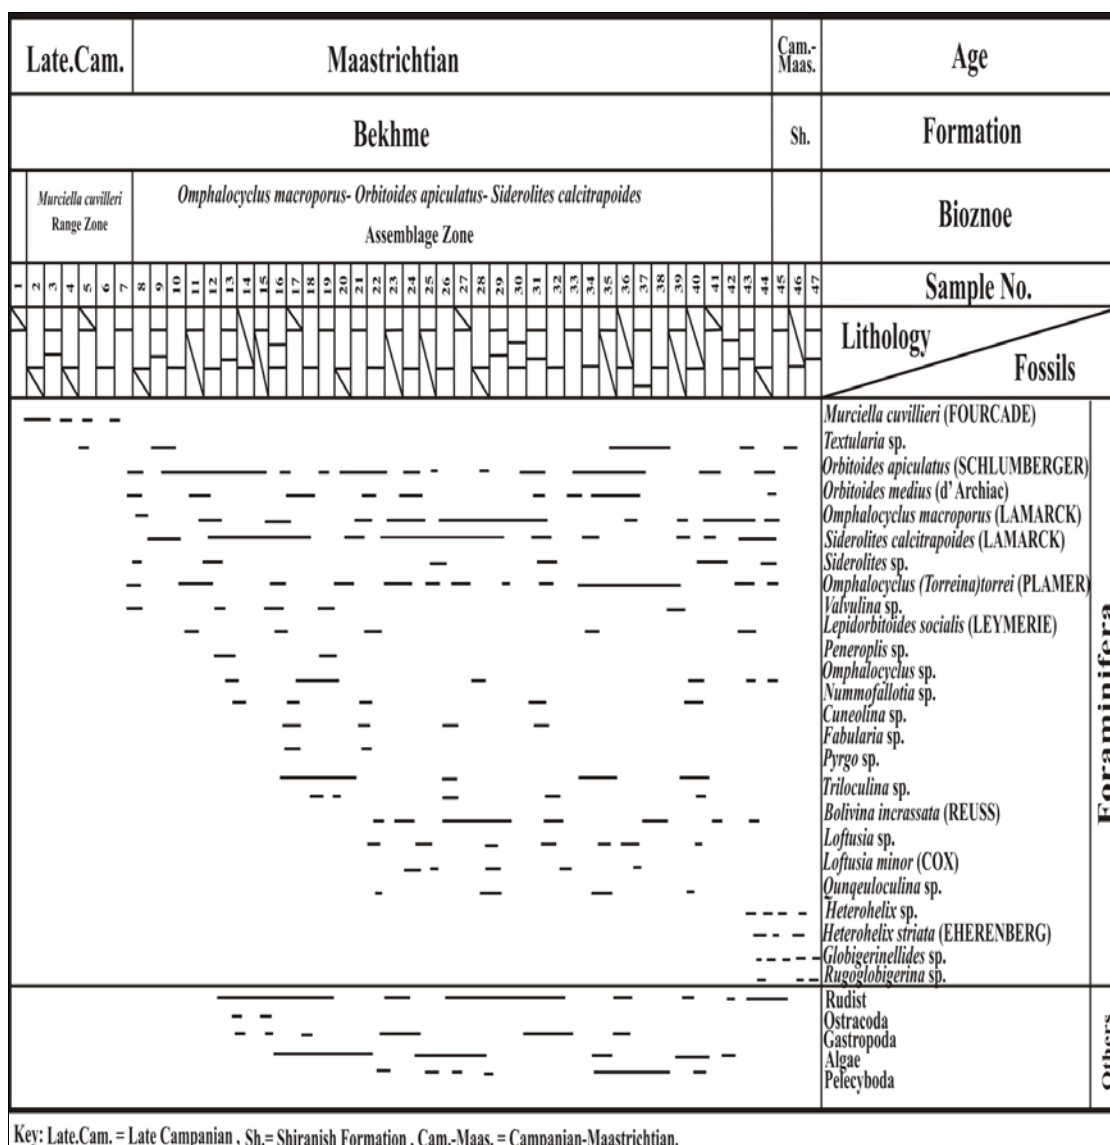 Late.Cam. Maastrichtian Cam.- Maas. Age
Bekhme Sh. Formation
Murciella cuvilleri Range Zone
Omphalocyclus macroporus- Orbitoides apiculatus- Siderolites calcitrapoides
Assemblage Zone
Bioznoe
1 2 3 4 5 6 7 8 9 10 11 12 13 14 15 16 17 18 19 20 21 22 23 24 25 26 27 28 29 30 31 32 33 34 35 36 37 38 39 40 41 42 43 44 45 46 47 Sample No.
Lithology
Fossils
Murciella cuvillieri (FOURCADE)
Textularia sp.
Orbitoides apiculatus (SCHLUMBERGER)
Orbitoides medius (d' Archiac)
Omphalocyclus macroporus (LAMARCK)
Siderolites calcitrapoides (LAMARCK)
Siderolites sp.
Omphalocyclus (Torreina)torrei (PLAMER)
Valvulina sp.
Lepidorbitoides socialis (LEYMERIE)
Peneroplis sp.
Omphalocyclus sp.
Nummofallotia sp.
Cuneolina sp.
Fabularia sp.
Pyrgo sp.
Triloculina sp.
Bolivina incrassata (REUSS)
Loftusia sp.
Loftusia minor (COX)
Qunqeuloculina sp.
Heterohelix sp.
Heterohelix striata (EHERENBERG)
Globigerinellides sp.
Rugoglobigerina sp.
Foraminifera
Rudist
Ostracoda
Gastropoda
Algae
Pelecyboda
Others
Key: Late.Cam. = Late Campanian , Sh.= Shiranish Formation , Cam.-Maas. = Campanian-Maastrichtian.